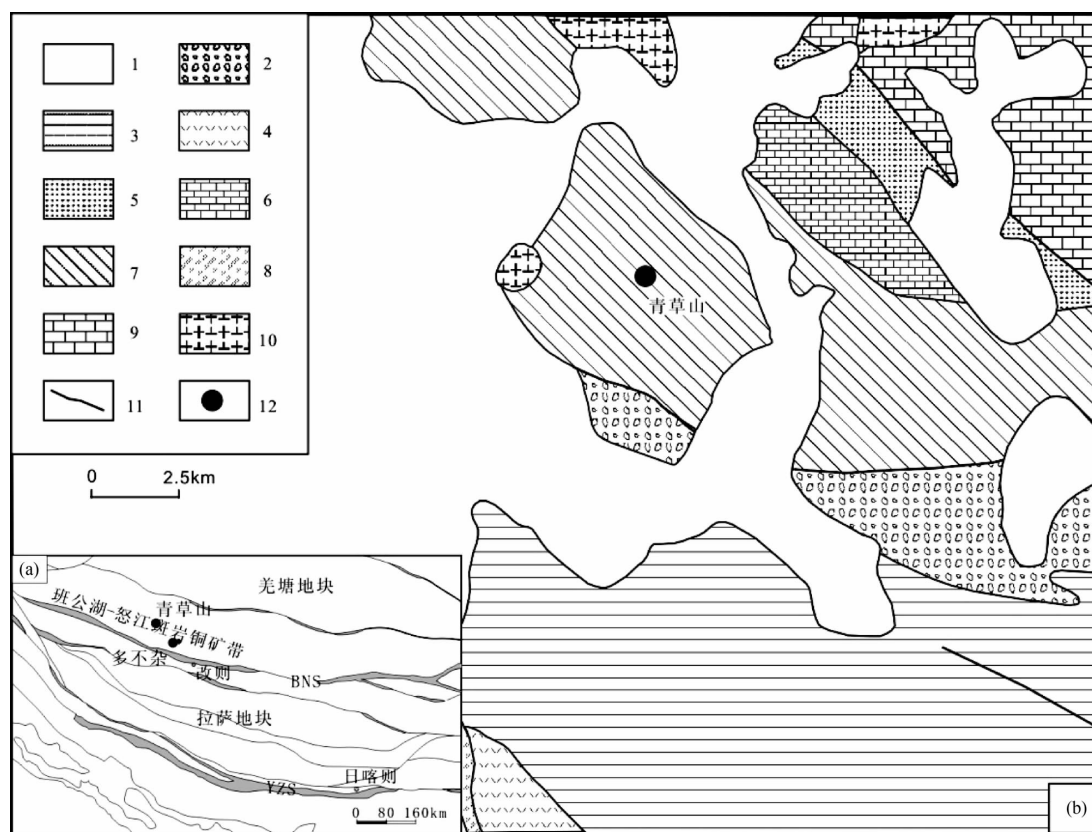 1 2
3 4
5 6
7 8
9 10
11 12
0 2.5km
青草山
(a)
羌塘地块
青草山
班公湖-怒江斑岩铜矿带
多不杂
改则
BNS
拉萨地块
日喀则
YZS
0 80 160km
(b)